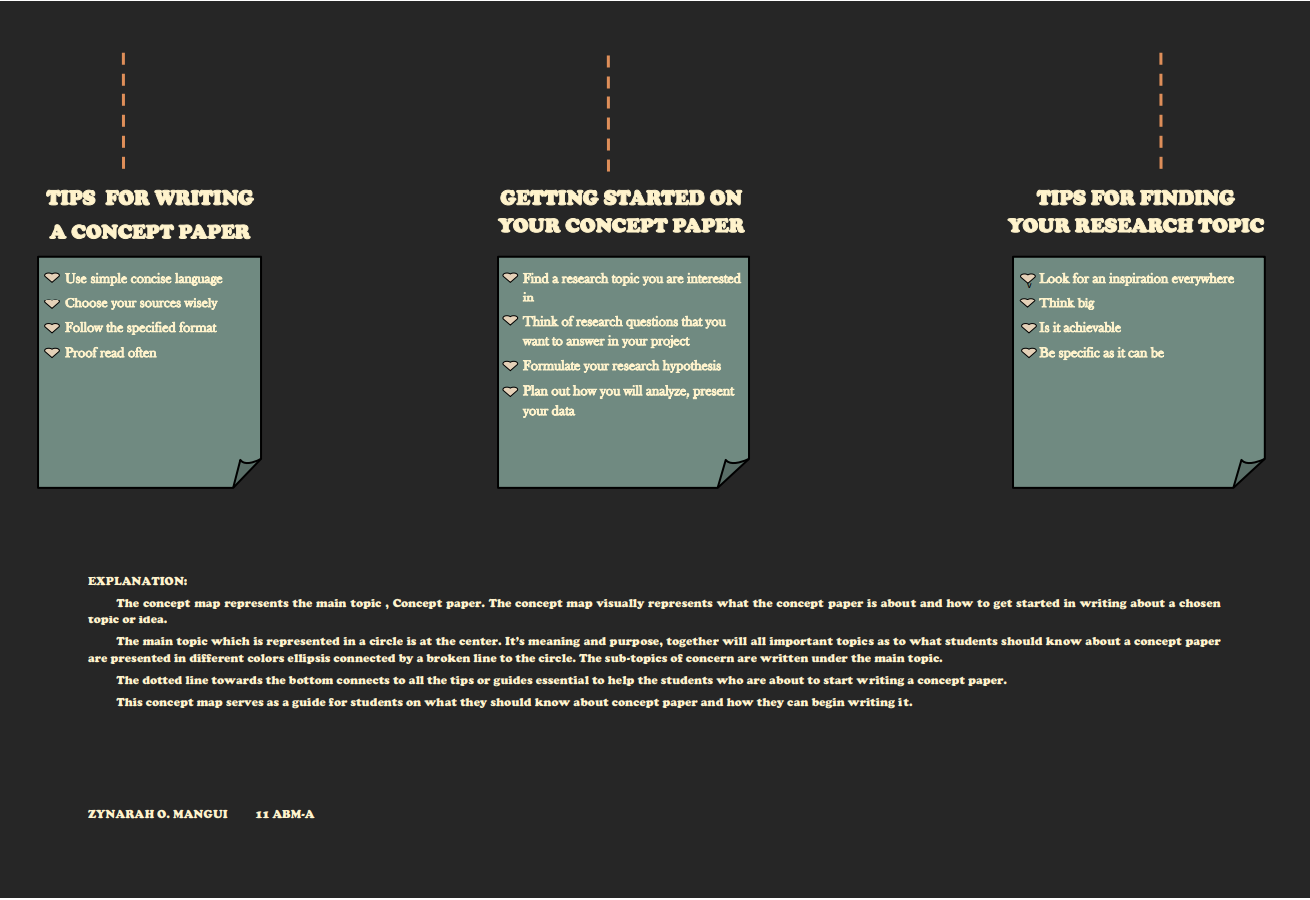 TIPS FOR WRITING
A CONCEPT PAPER
Use simple concise language
Choose your sources wisely
Follow the specified format
Proof read often
GETTING STARTED ON
YOUR CONCEPT PAPER
Find a research topic you are interested
in
Think of research questions that you
want to answer in your project
Formulate your research hypothesis
Plan out how you will analyze, present
your data
TIPS FOR FINDING
YOUR RESEARCH TOPIC
Look for an inspiration everywhere
Think big
Is it achievable
Be specific as it can be
EXPLANATION:
The concept map represents the main topic , Concept paper. The concept map visually represents what the concept paper is about and how to get started in writing about a chosen
topic or idea.
The main topic which is represented in a circle is at the center. It's meaning and purpose, together will all important topics as to what students should know about a concept paper
are presented in different colors ellipsis connected by a broken line to the circle. The sub-topics of concern are written under the main topic.
The dotted line towards the bottom connects to all the tips or guides essential to help the students who are about to start writing a concept paper.
This concept map serves as a guide for students on what they should know about concept paper and how they can begin writing it.
ZYNARAH O. MANGUI 11 ABM-A